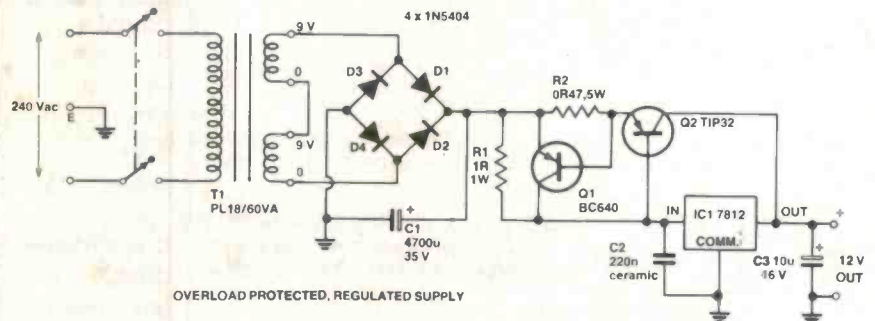 4 x 1N5404
9 V
0
9 V
0
240 Vac
E
T1
PL18/60VA
D3
D1
D4
D2
+
C1
4700u
35 V
R1
1R
1W
R2
0R47,5W
Q1
BC640
Q2 TIP32
IN
IC1 7812
COMM.
OUT
C2
220n
ceramic
+
C3 10u
16 V
+
12 V
OUT
OVERLOAD PROTECTED, REGULATED SUPPLY